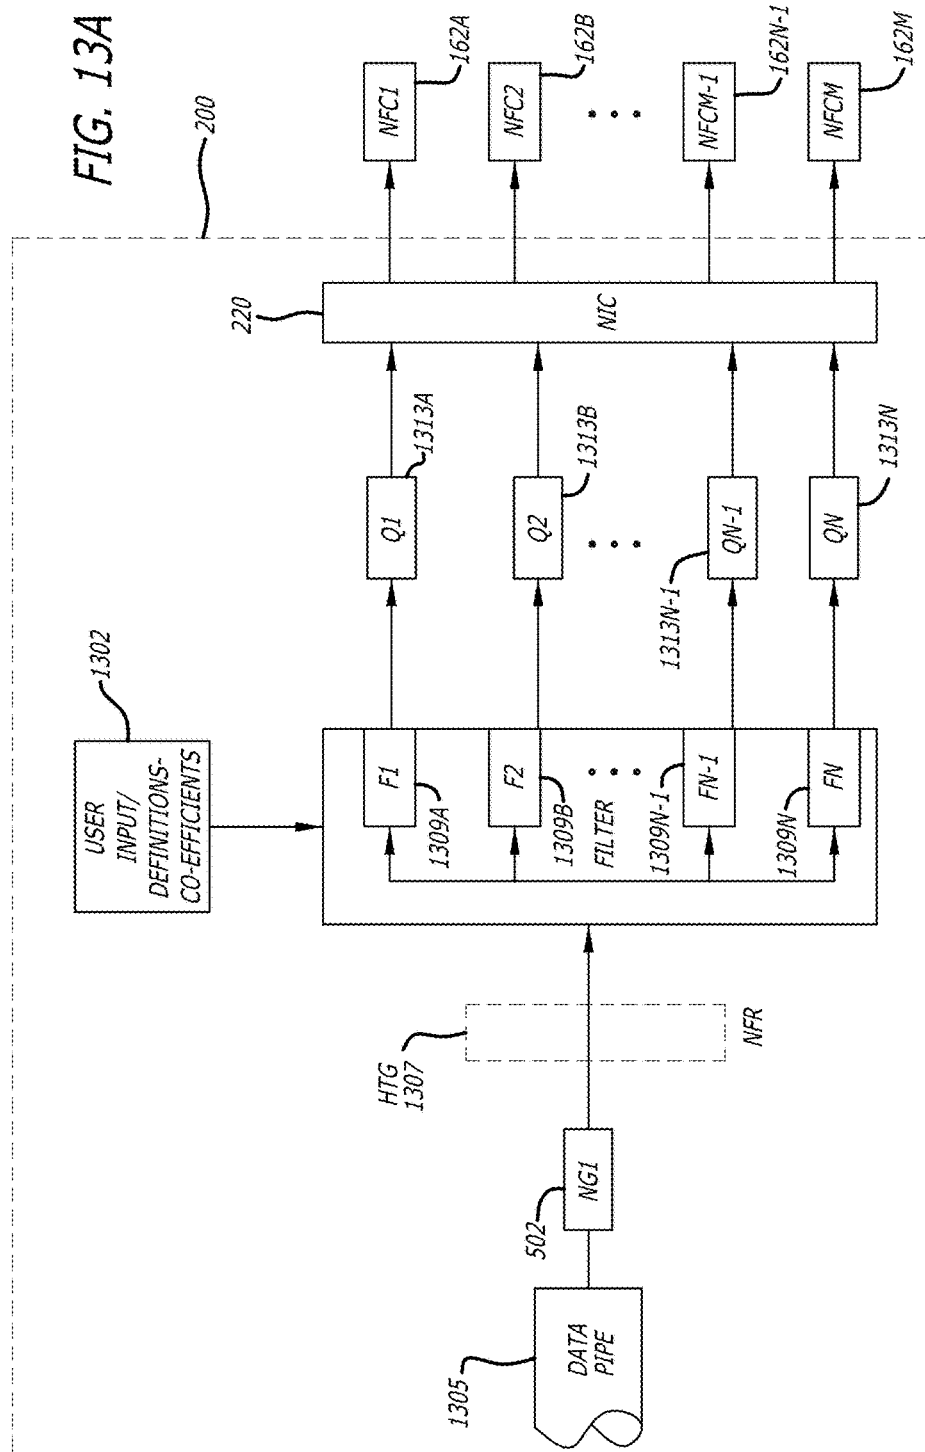 FIG. 13A
200
USER
INPUT/
DEFINITIONS-
CO-EFFICIENTS
1302
220
HTG
1307
F1
1309A
Q1
1313A
NFC1
162A
1305
DATA
PIPE
502
NG1
F2
1309B
FILTER
Q2
1313B
NIC
NFC2
162B
NFR
FN-1
1309N-1
QN-1
1313N-1
NFCM-1
162N-1
FN
1309N
QN
1313N
NFCM
162M